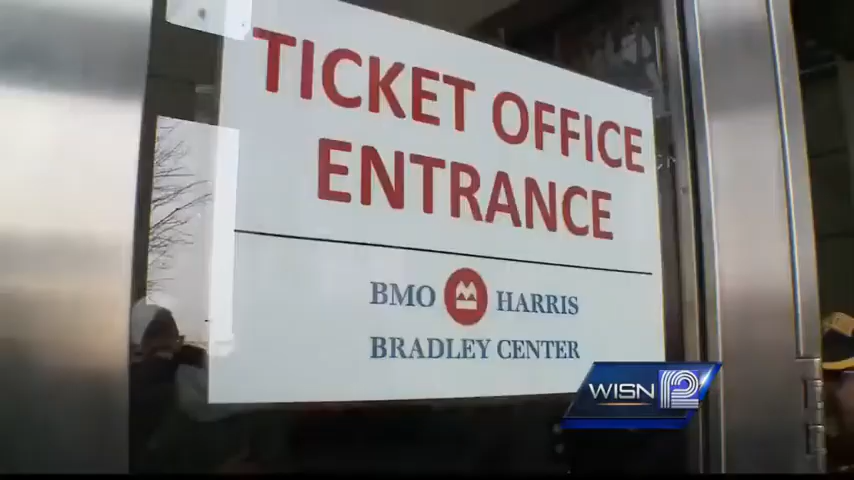 TICKET OFFICE
ENTRANCE
BMO HARRIS
BRADLEY CENTER
WISN 12